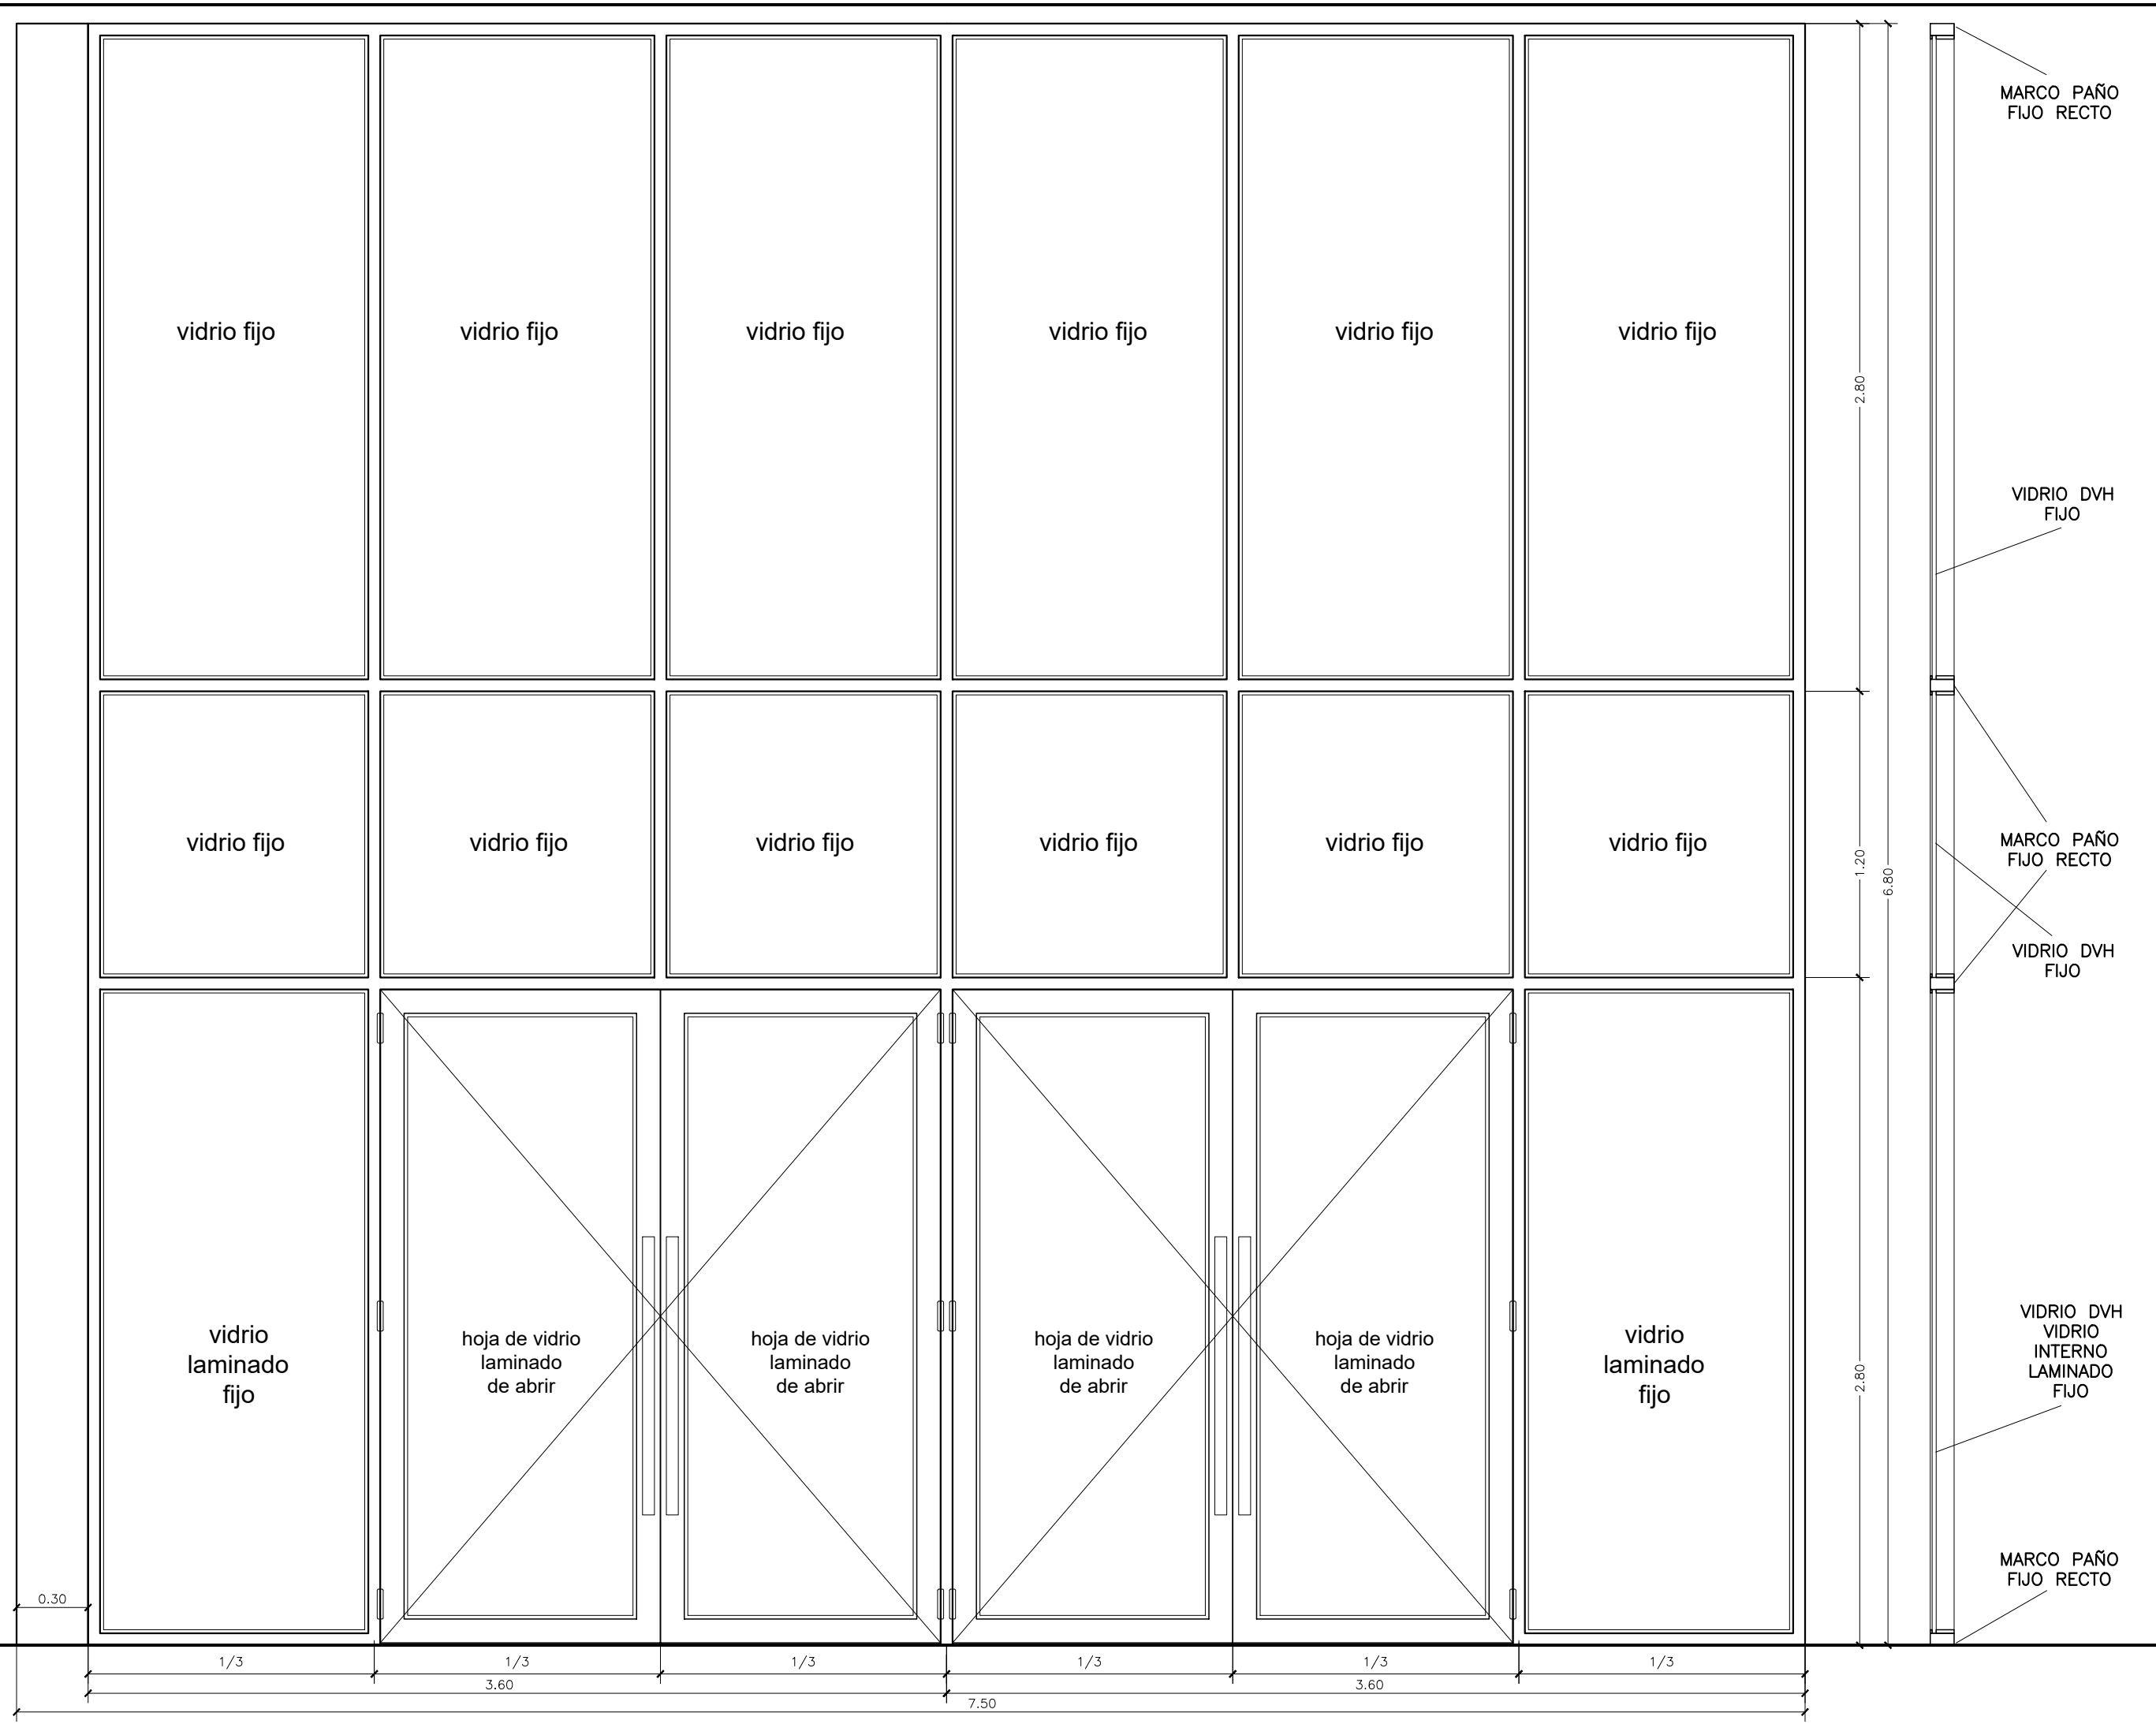 MARCO PAÑO
FIJO RECTO
vidrio fijo
vidrio fijo
vidrio fijo
vidrio fijo
vidrio fijo
vidrio fijo
2.80
VIDRIO DVH
FIJO
vidrio fijo
vidrio fijo
vidrio fijo
vidrio fijo
vidrio fijo
vidrio fijo
1.20
6.80
MARCO PAÑO
FIJO RECTO
VIDRIO DVH
FIJO
vidrio
laminado
fijo
hoja de vidrio
laminado
de abrir
hoja de vidrio
laminado
de abrir
hoja de vidrio
laminado
de abrir
hoja de vidrio
laminado
de abrir
vidrio
laminado
fijo
2.80
VIDRIO DVH
VIDRIO
INTERNO
LAMINADO
FIJO
MARCO PAÑO
FIJO RECTO
0.30
1/3
1/3
1/3
1/3
1/3
1/3
3.60
3.60
7.50